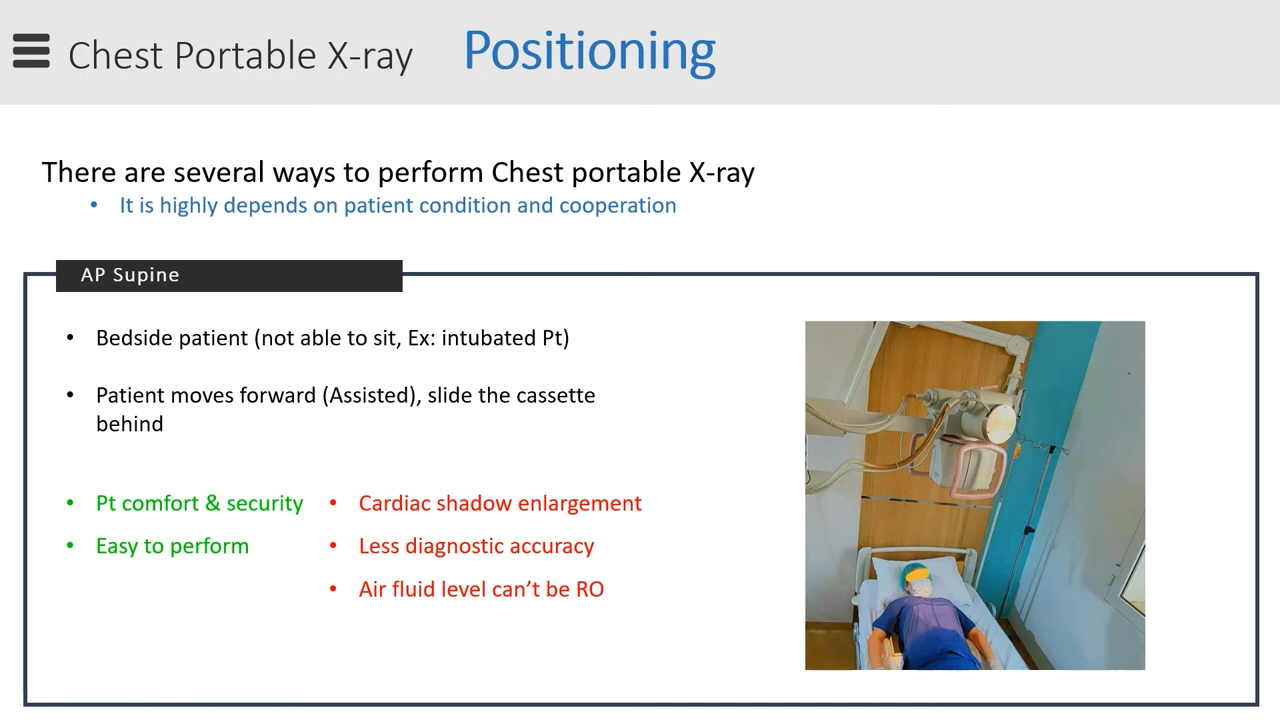 Chest Portable X-ray Positioning
There are several ways to perform Chest portable X-ray
• It is highly depends on patient condition and cooperation
AP Supine
• Bedside patient (not able to sit, Ex: intubated Pt)
• Patient moves forward (Assisted), slide the cassette
behind
• Pt comfort & security
• Easy to perform
• Cardiac shadow enlargement
• Less diagnostic accuracy
• Air fluid level can’t be RO